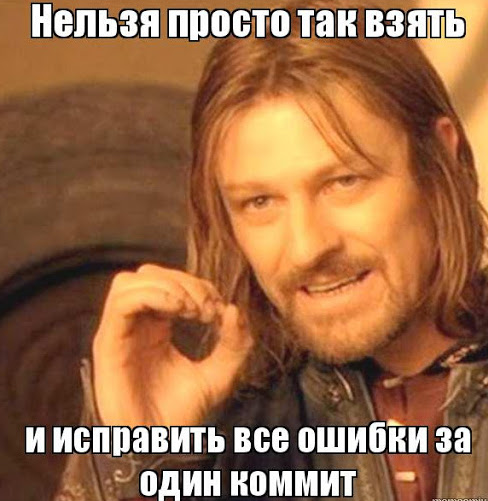 Нельзя просто так взять
и исправить все ошибки за
один коммит